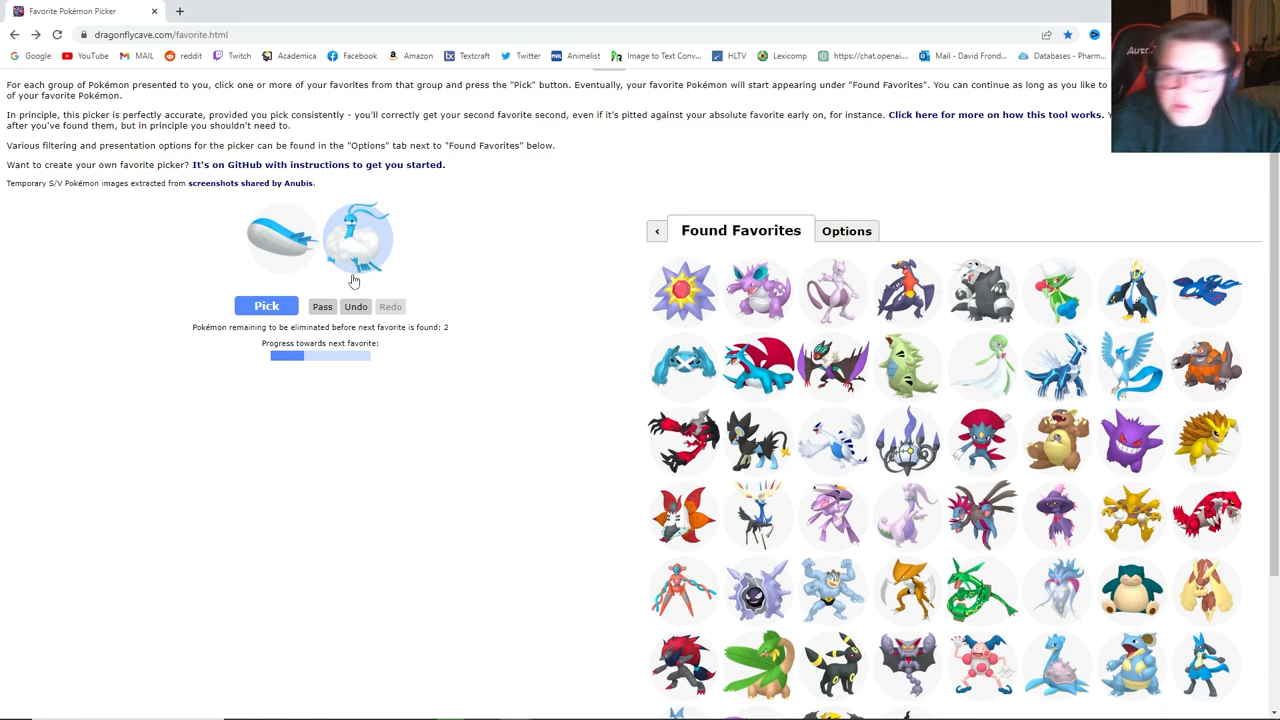 Favorite Pokémon Picker
dragonflycave.com/favorite.html
Google YouTube MAIL reddit Twitch Academica Facebook Amazon Textcraft Twitter Animelist Image to Text Conv... HLTV Lexicomp https://chat.openai... Mail - David Frond... Databases - Pharm...
For each group of Pokémon presented to you, click one or more of your favorites from that group and press the "Pick" button. Eventually, your favorite Pokémon will start appearing under "Found Favorites". You can continue as long as you like to
of your favorite Pokémon.
In principle, this picker is perfectly accurate, provided you pick consistently - you'll correctly get your second favorite second, even if it's pitted against your absolute favorite early on, for instance. Click here for more on how this tool works.
after you've found them, but in principle you shouldn't need to.
Various filtering and presentation options for the picker can be found in the "Options" tab next to "Found Favorites" below.
Want to create your own favorite picker? It's on GitHub with instructions to get you started.
Temporary S/V Pokémon images extracted from screenshots shared by Anubis.
‹ Found Favorites Options
Pick Pass Undo Redo
Pokémon remaining to be eliminated before next favorite is found: 2
Progress towards next favorite: